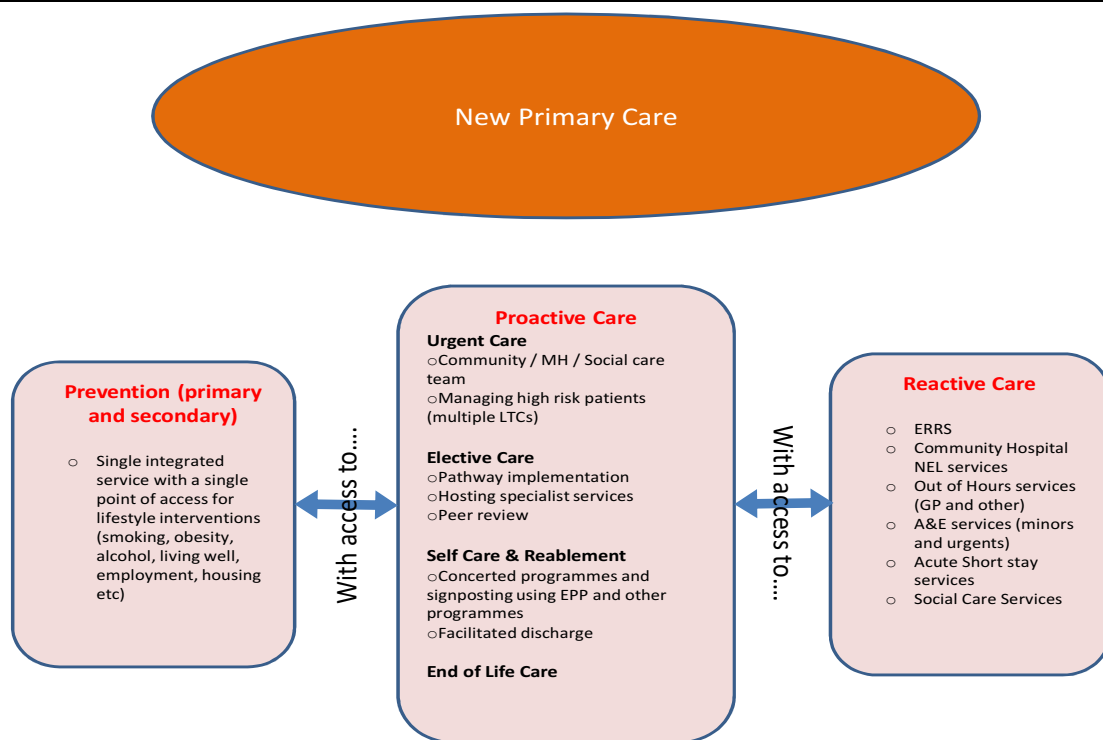 New Primary Care
Prevention (primary
and secondary)
○ Single integrated
service with a single
point of access for
lifestyle interventions
(smoking, obesity,
alcohol, living well,
employment, housing
etc)
With access to....
Proactive Care
Urgent Care
○Community / MH / Social care
team
○Managing high risk patients
(multiple LTCs)
Elective Care
○Pathway implementation
○Hosting specialist services
○Peer review
Self Care & Reablement
○Concerted programmes and
signposting using EPP and other
programmes
○Facilitated discharge
End of Life Care
With access to....
Reactive Care
○ ERRS
○ Community Hospital
NEL services
○ Out of Hours services
(GP and other)
○ A&E services (minors
and urgents)
○ Acute Short stay
services
○ Social Care Services